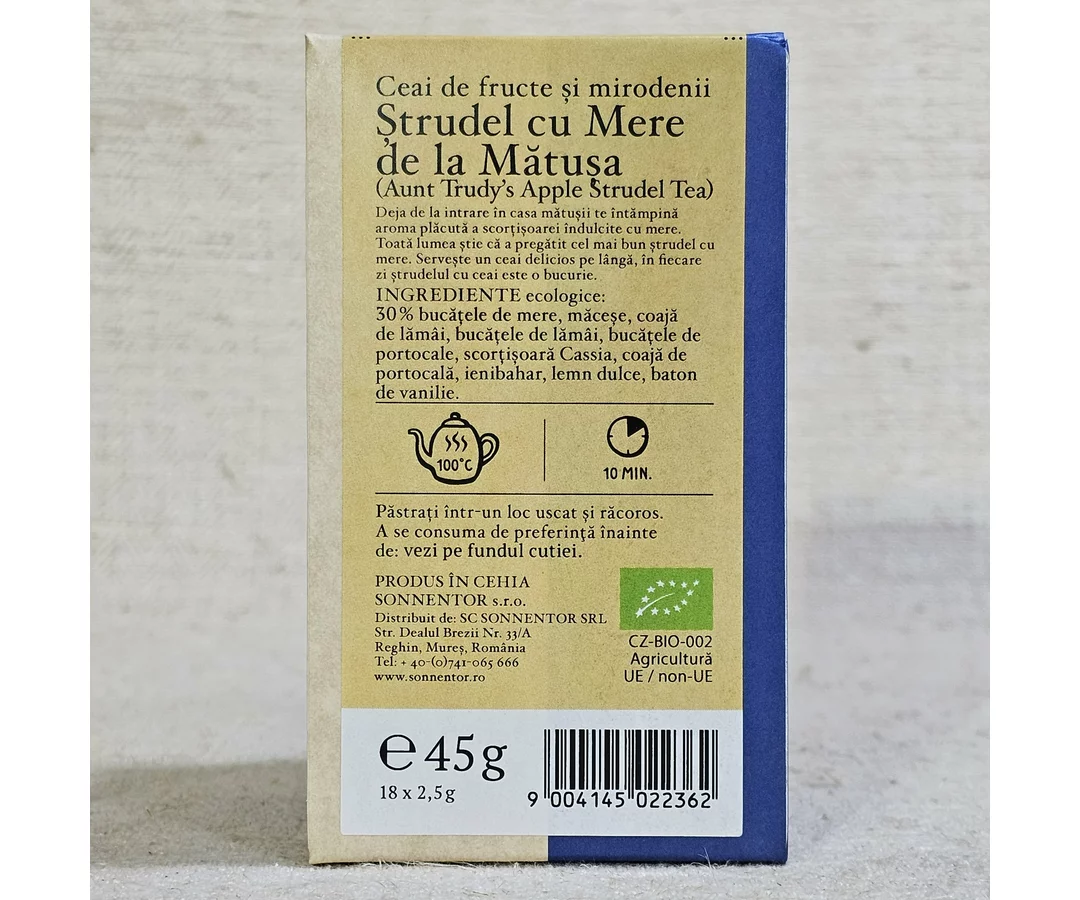 Ceai de fructe și mirodenii
Ștrudel cu Mere
de la Mătușa
(Aunt Trudy's Apple Strudel Tea)
Deja de la intrare în casa mătușii te întâmpină
aroma plăcută a scorțișoarei îndulcite cu mere.
Toată lumea știe că a pregătit cel mai bun ștrudel cu
mere. Servește un ceai delicios pe lângă, în fiecare
zi ștrudelul cu ceai este o bucurie.
INGREDIENTE ecologice:
30% bucățele de mere, măceșe, coajă
de lămâi, bucățele de lămâi, bucățele de
portocale, scorțișoară Cassia, coajă de
portocală, ienibahar, lemn dulce, baton
de vanilie.
100°C
10 MIN.
Păstrați într-un loc uscat și răcoros.
A se consuma de preferință înainte
de: vezi pe fundul cutiei.
PRODUS ÎN CEHIA
SONNENTOR s.r.o.
Distribuit de: SC SONNENTOR SRL
Str. Dealul Brezii Nr. 33/A
Reghin, Mureș, România
Tel: + 40-(0)741-065 666
www.sonnentor.ro
CZ-BIO-002
Agricultură
UE / non-UE
℮ 45g
18 x 2,5g
9 004145 022362